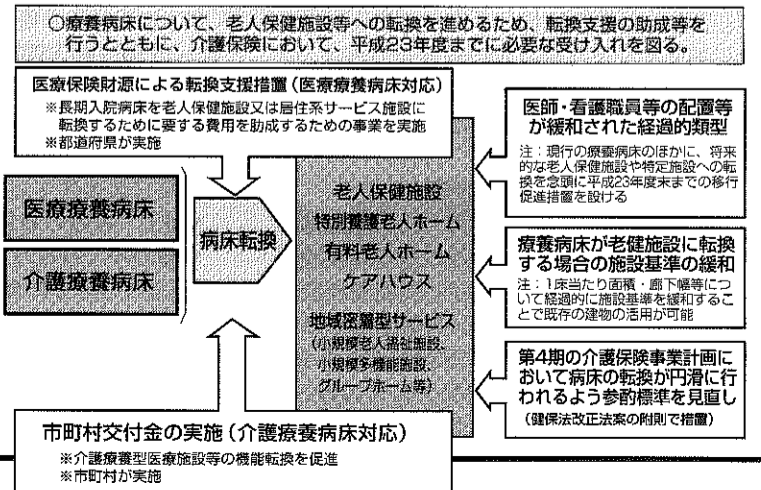 ○療養病床について、老人保健施設等への転換を進めるため、転換支援の助成等を
行うとともに、介護保険において、平成23年度までに必要な受け入れを図る。
医療保険財源による転換支援措置(医療療養病床対応)
※長期入院病床を老人保健施設又は居住系サービス施設に
転換するために要する費用を助成するための事業を実施
※都道府県が実施
医療療養病床
介護療養病床
病床転換
老人保健施設
特別養護老人ホーム
有料老人ホーム
ケアハウス
地域密着型サービス
(小規模老人福祉施設、
小規模多機能施設、
グループホーム等)
医師・看護職員等の配置等
が緩和された経過的類型
注：現行の療養病床のほかに、将来
的な老人保健施設や特定施設への転
換を念頭に平成23年度末までの移行
促進措置を設ける
療養病床が老健施設に転換
する場合の施設基準の緩和
注：1床当たり面積・廊下幅等につ
いて経過的に施設基準を緩和するこ
とで既存の建物の活用が可能
第4期の介護保険事業計画に
おいて病床の転換が円滑に行
われるよう参酌標準を見直し
(健保法改正法案の附則で措置)
市町村交付金の実施(介護療養病床対応)
※介護療養型医療施設等の機能転換を促進
※市町村が実施